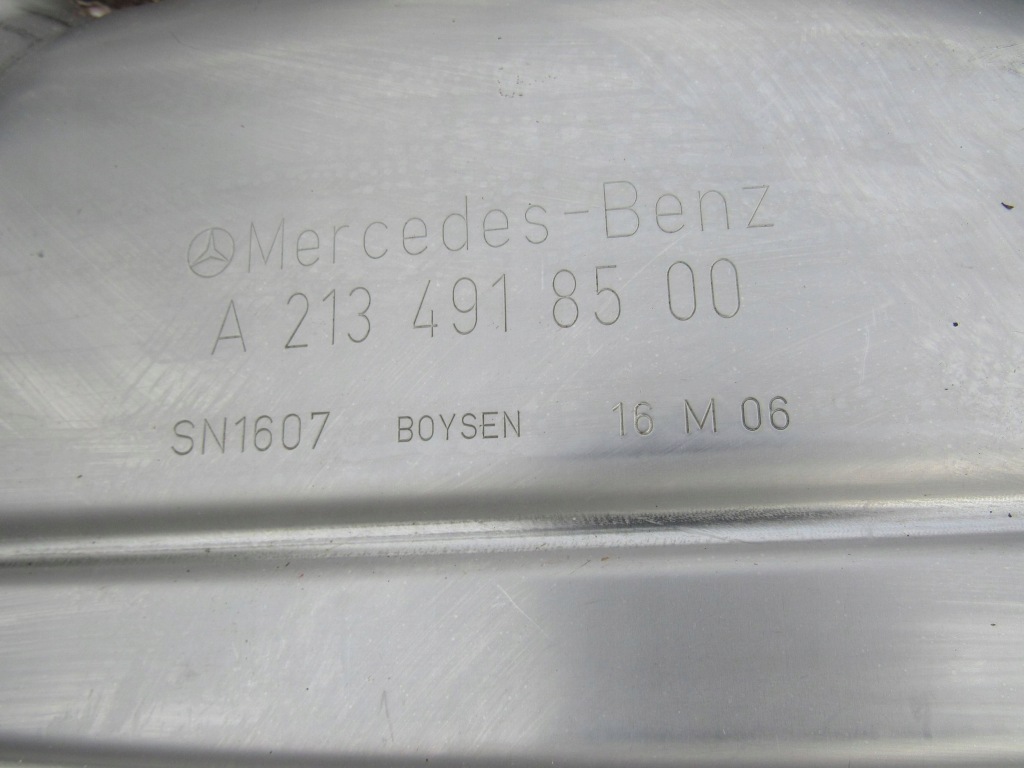 Mercedes-Benz
A 213 491 85 00
SN1607 BOYSEN 16 M 06